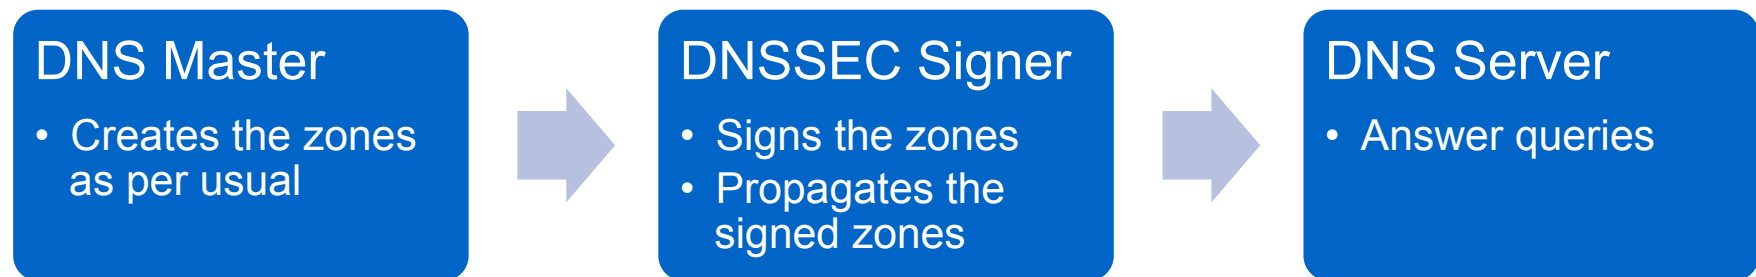 DNS Master
• Creates the zones
as per usual
DNSSEC Signer
• Signs the zones
• Propagates the
signed zones
DNS Server
• Answer queries